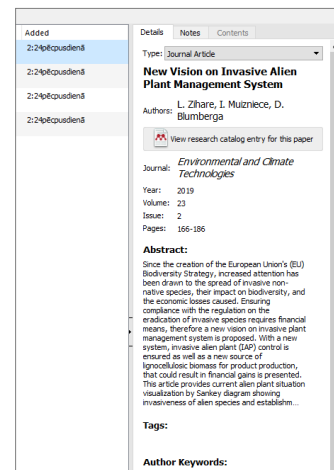 Added
2:24pēcpusdienā
2:24pēcpusdienā
2:24pēcpusdienā
2:24pēcpusdienā
Details Notes Contents
Type: Journal Article
New Vision on Invasive Alien
Plant Management System
Authors: L. Zihare, I. Muizniece, D.
Blumberga
View research catalog entry for this paper
Journal: Environmental and Climate
Technologies
Year: 2019
Volume: 23
Issue: 2
Pages: 166-186
Abstract:
Since the creation of the European Union's (EU)
Biodiversity Strategy, increased attention has
been drawn to the spread of invasive non-
native species, their impact on biodiversity, and
the economic losses caused. Ensuring
compliance with the regulation on the
eradication of invasive species requires financial
means, therefore a new vision on invasive plant
management system is proposed. With a new
system, invasive alien plant (IAP) control is
ensured as well as a new source of
lignocellulosic biomass for product production,
that could result in financial gains is presented.
This article provides current alien plant situation
visualization by Sankey diagram showing
invasiveness of alien species and establishm...
Tags:
Author Keywords: